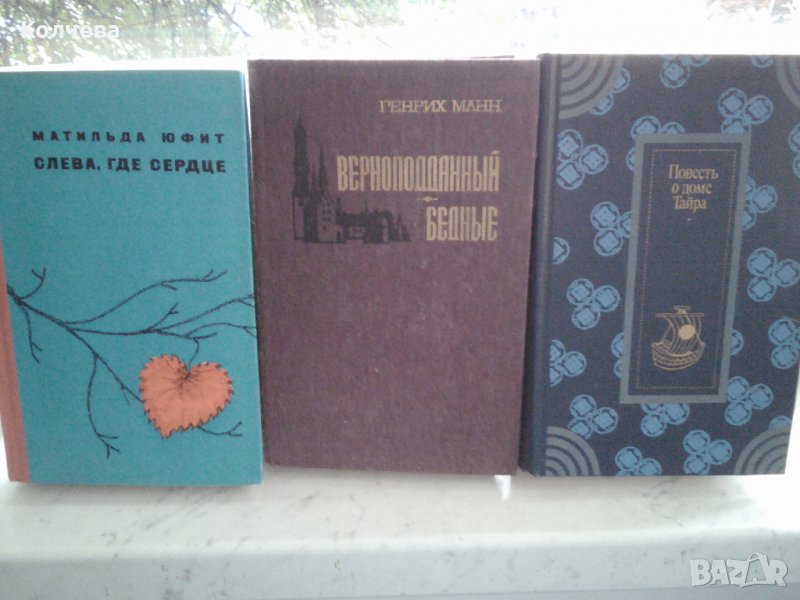 Колчева
МАТИЛЬДА ЮФИТ
СЛЕВА, ГДЕ СЕРДЦЕ
ГЕНРИХ МАНН
ВЕРНОПОДДАННЫЙ
БЕДНЫЕ
Повесть
о доме
Тайра
BAZAR